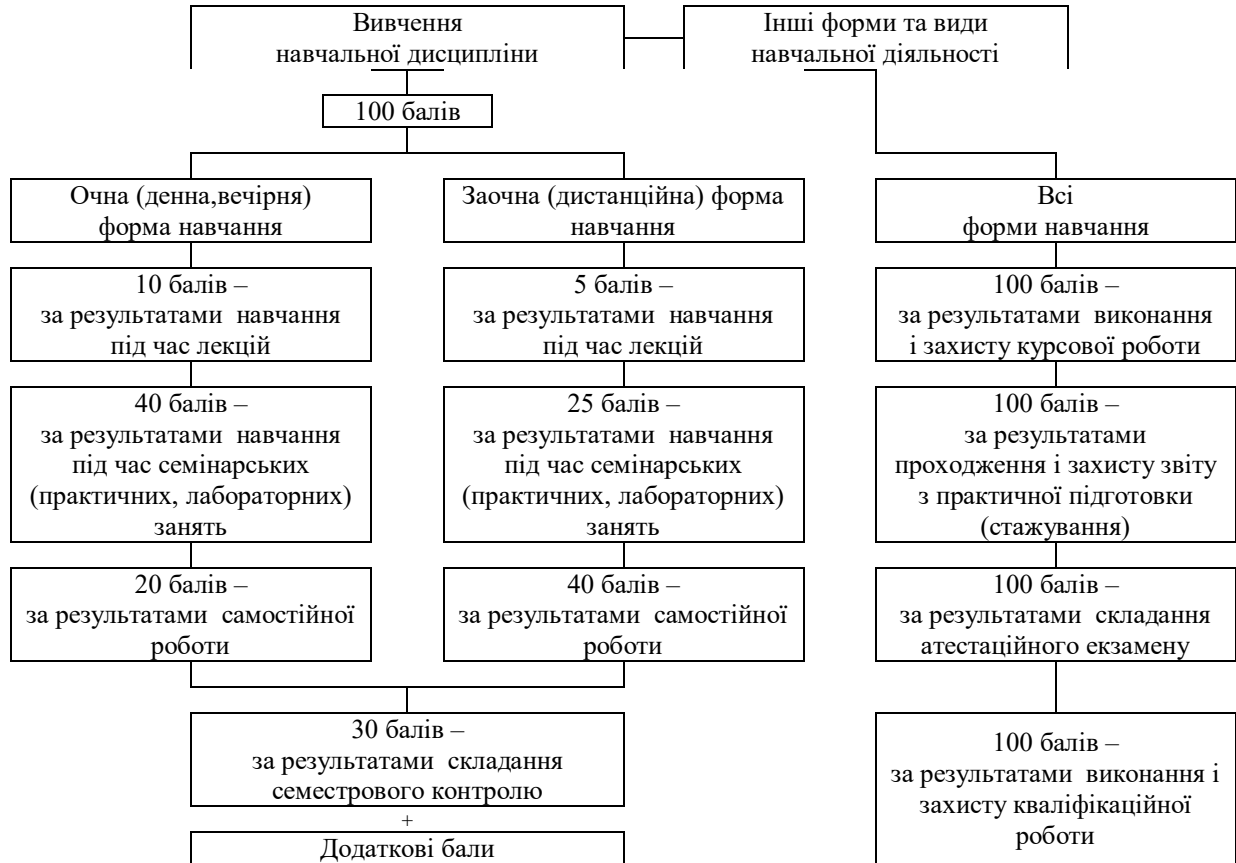 Вивчення
навчальної дисципліни
Інші форми та види
навчальної діяльності
100 балів
Очна (денна,вечірня)
форма навчання
Заочна (дистанційна) форма
навчання
Всі
форми навчання
10 балів –
за результатами навчання
під час лекцій
5 балів –
за результатами навчання
під час лекцій
100 балів –
за результатами виконання
і захисту курсової роботи
40 балів –
за результатами навчання
під час семінарських
(практичних, лабораторних)
занять
25 балів –
за результатами навчання
під час семінарських
(практичних, лабораторних)
занять
100 балів –
за результатами
проходження і захисту звіту
з практичної підготовки
(стажування)
20 балів –
за результатами самостійної
роботи
40 балів –
за результатами самостійної
роботи
100 балів –
за результатами складання
атестаційного екзамену
30 балів –
за результатами складання
семестрового контролю
+
Додаткові бали
100 балів –
за результатами виконання і
захисту кваліфікаційної
роботи